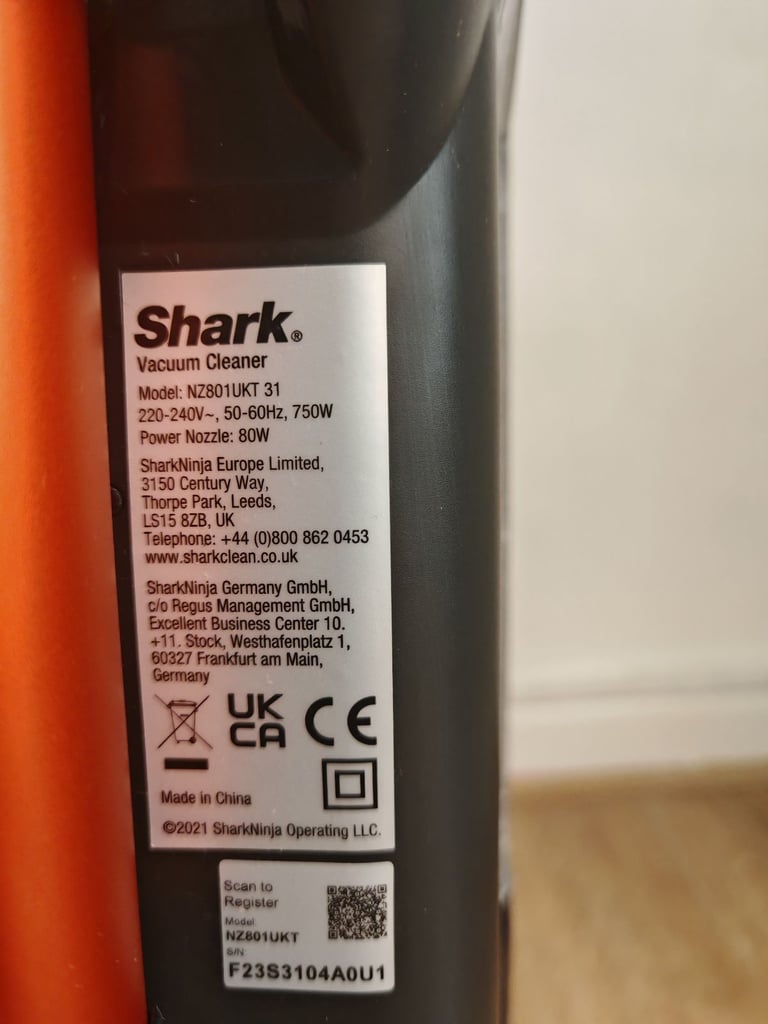 Shark®
Vacuum Cleaner
Model: NZ801UKT 31
220-240V~, 50-60Hz, 750W
Power Nozzle: 80W
SharkNinja Europe Limited,
3150 Century Way,
Thorpe Park, Leeds,
LS15 8ZB, UK
Telephone: +44 (0)800 862 0453
www.sharkclean.co.uk
SharkNinja Germany GmbH,
c/o Regus Management GmbH,
Excellent Business Center 10.
+11. Stock, Westhafenplatz 1,
60327 Frankfurt am Main,
Germany
UK
CA
CE
Made in China
©2021 SharkNinja Operating LLC.
Scan to
Register
Model
NZ801UKT
S/N
F23S3104A0U1